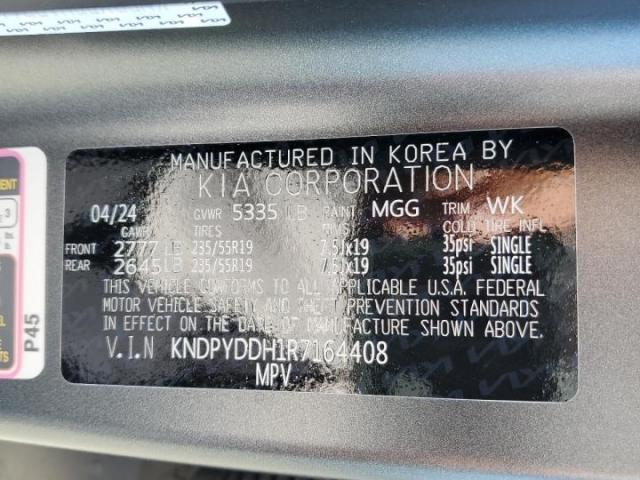 MANUFACTURED IN KOREA BY
KIA CORPORATION
04/24 GVWR 5335 LB PAINT MGG TRIM WK
GAWR TIRES RIMS COLD TIRE INFL
FRONT 2777 LB 235/55R19 7.5Jx19 35psi SINGLE
REAR 2645 LB 235/55R19 7.5Jx19 35psi SINGLE
THIS VEHICLE CONFORMS TO ALL APPLICABLE U.S.A. FEDERAL
MOTOR VEHICLE SAFETY AND THEFT PREVENTION STANDARDS
IN EFFECT ON THE DATE OF MANUFACTURE SHOWN ABOVE.
V.I.N KNDPYDDH1R7164408
MPV
P45